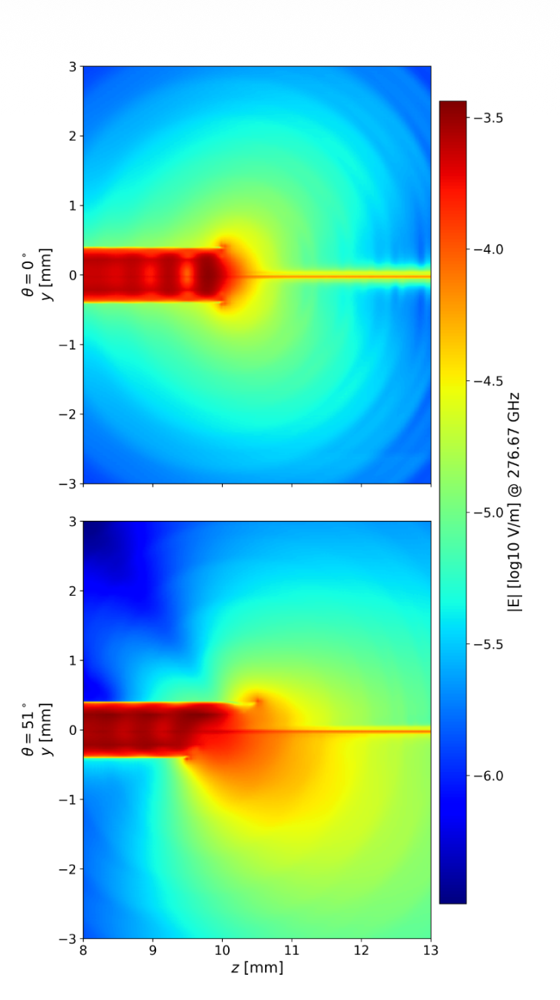 3
2
1
0
−1
−2
−3
θ = 0°
y [mm]
3
2
1
0
−1
−2
−3
θ = 51°
y [mm]
8 9 10 11 12 13
z [mm]
−3.5
−4.0
−4.5
−5.0
−5.5
−6.0
|E| [log10 V/m] @ 276.67 GHz